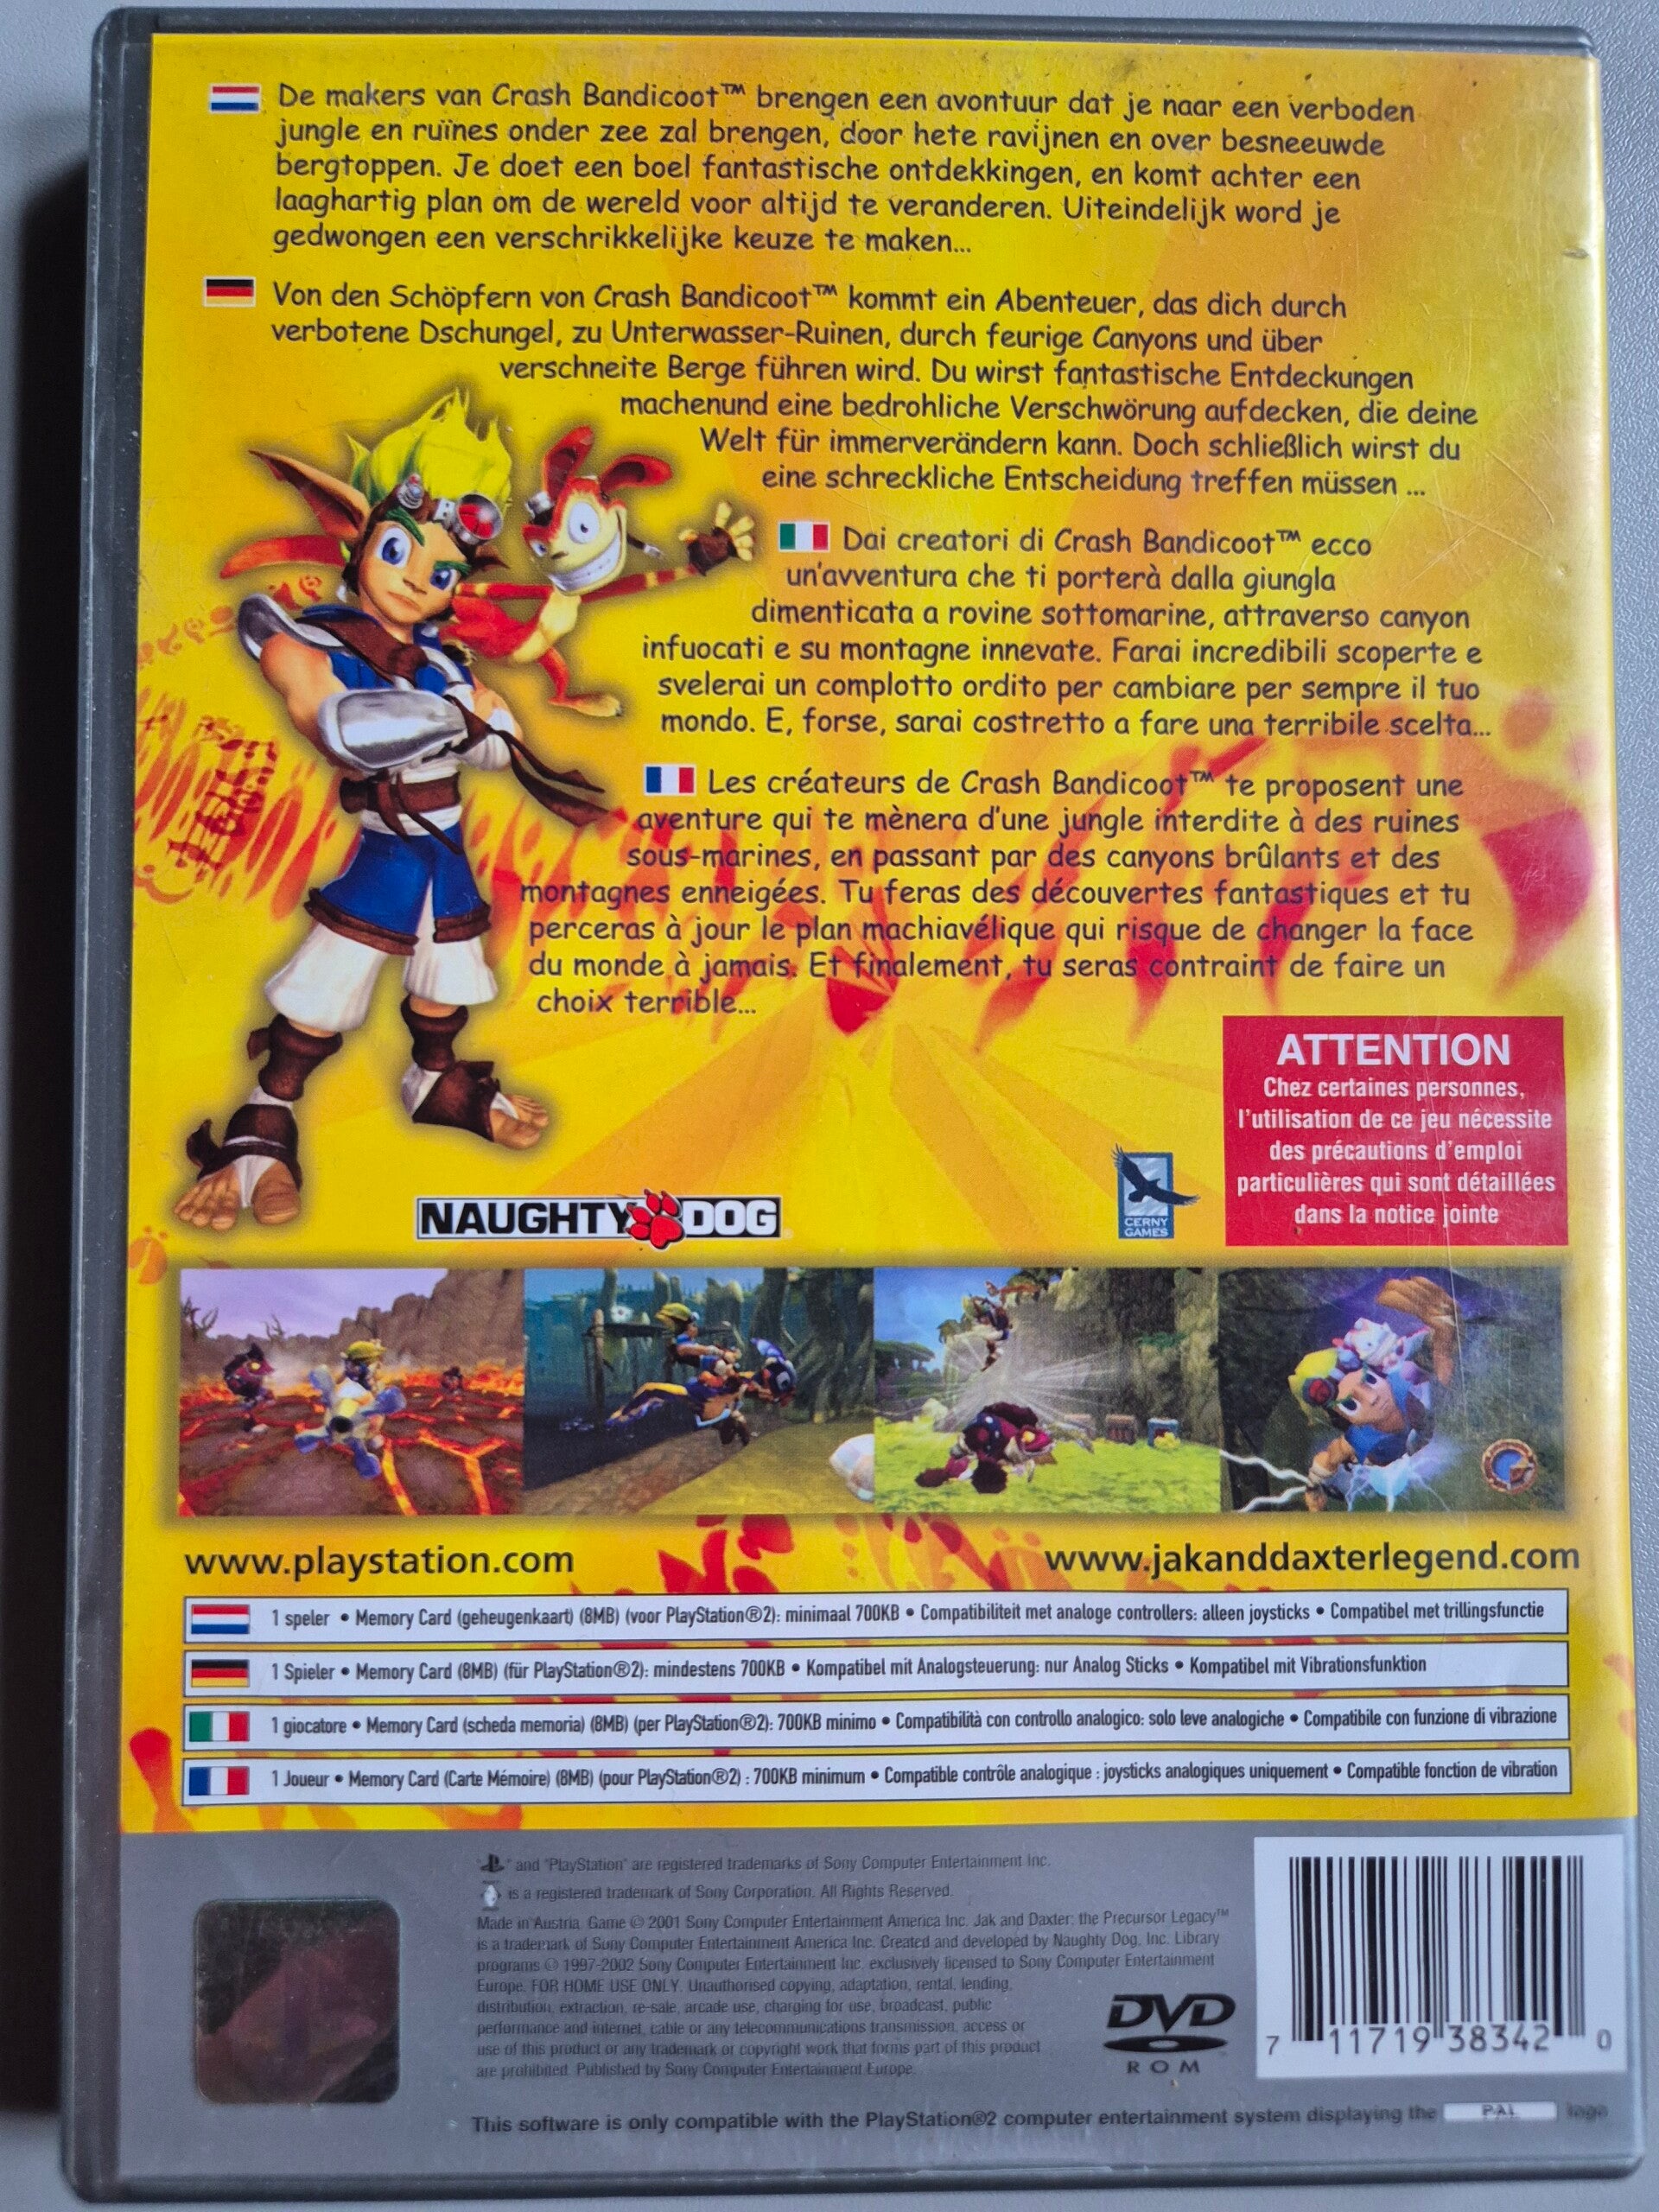 De makers van Crash Bandicoot™ brengen een avontuur dat je naar een verboden
jungle en ruïnes onder zee zal brengen, door hete ravijnen en over besneeuwde
bergtoppen. Je doet een boel fantastische ontdekkingen, en komt achter een
laaghartig plan om de wereld voor altijd te veranderen. Uiteindelijk word je
gedwongen een verschrikkelijke keuze te maken...
Von den Schöpfern von Crash Bandicoot™ kommt ein Abenteuer, das dich durch
verbotene Dschungel, zu Unterwasser-Ruinen, durch feurige Canyons und über
verschneite Berge führen wird. Du wirst fantastische Entdeckungen
machenund eine bedrohliche Verschwörung aufdecken, die deine
Welt für immerverändern kann. Doch schließlich wirst du
eine schreckliche Entscheidung treffen müssen ...
Dai creatori di Crash Bandicoot™ ecco
un'avventura che ti porterà dalla giungla
dimenticata a rovine sottomarine, attraverso canyon
infuocati e su montagne innevate. Farai incredibili scoperte e
svelerai un complotto ordito per cambiare per sempre il tuo
mondo. E, forse, sarai costretto a fare una terribile scelta...
Les créateurs de Crash Bandicoot™ te proposent une
aventure qui te mènera d'une jungle interdite à des ruines
sous-marines, en passant par des canyons brûlants et des
montagnes enneigées. Tu feras des découvertes fantastiques et tu
perceras à jour le plan machiavélique qui risque de changer la face
du monde à jamais. Et finalement, tu seras contraint de faire un
choix terrible...
ATTENTION
Chez certaines personnes,
l'utilisation de ce jeu nécessite
des précautions d'emploi
particulières qui sont détaillées
dans la notice jointe
NAUGHTY DOG
CERNY
GAMES
www.playstation.com
www.jakanddaxterlegend.com
1 speler • Memory Card (geheugenkaart) (8MB) (voor PlayStation®2): minimaal 700KB • Compatibiliteit met analoge controllers: alleen joysticks • Compatibel met trillingsfunctie
1 Spieler • Memory Card (8MB) (für PlayStation®2): mindestens 700KB • Kompatibel mit Analogsteuerung: nur Analog Sticks • Kompatibel mit Vibrationsfunktion
1 giocatore • Memory Card (scheda memoria) (8MB) (per PlayStation®2): 700KB minimo • Compatibilità con controllo analogico: solo leve analogiche • Compatibile con funzione di vibrazione
1 Joueur • Memory Card (Carte Mémoire) (8MB) (pour PlayStation®2) : 700KB minimum • Compatible contrôle analogique : joysticks analogiques uniquement • Compatible fonction de vibration
" " and "PlayStation" are registered trademarks of Sony Computer Entertainment Inc.
is a registered trademark of Sony Corporation. All Rights Reserved.
Made in Austria. Game © 2001 Sony Computer Entertainment America Inc. Jak and Daxter: the Precursor Legacy™
is a trademark of Sony Computer Entertainment America Inc. Created and developed by Naughty Dog, Inc. Library
programs © 1997-2002 Sony Computer Entertainment Inc. exclusively licensed to Sony Computer Entertainment
Europe. FOR HOME USE ONLY. Unauthorised copying, adaptation, rental, lending,
distribution, extraction, re-sale, arcade use, charging for use, broadcast, public
performance and internet, cable or any telecommunications transmission, access or
use of this product or any trademark or copyright work that forms part of this product
are prohibited. Published by Sony Computer Entertainment Europe.
DVD
ROM
7 11719 38342 0
This software is only compatible with the PlayStation®2 computer entertainment system displaying the PAL logo